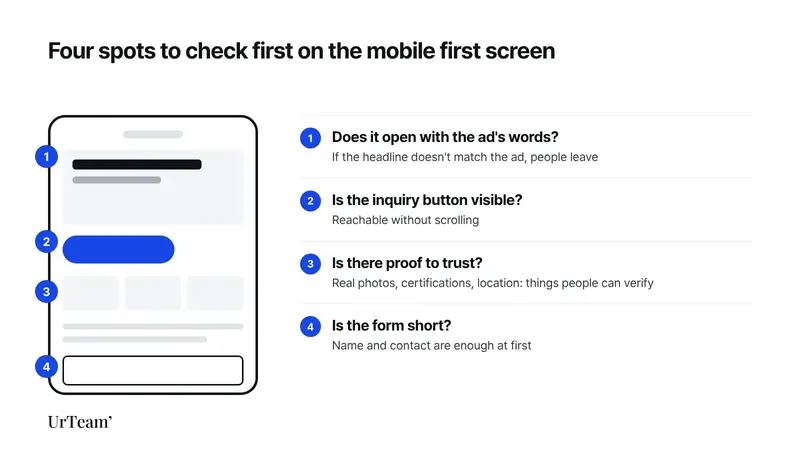 Four spots to check first on the mobile first screen
1
2
3
4
1
Does it open with the ad's words?
If the headline doesn't match the ad, people leave
2
Is the inquiry button visible?
Reachable without scrolling
3
Is there proof to trust?
Real photos, certifications, location: things people can verify
4
Is the form short?
Name and contact are enough at first
UrTeam’